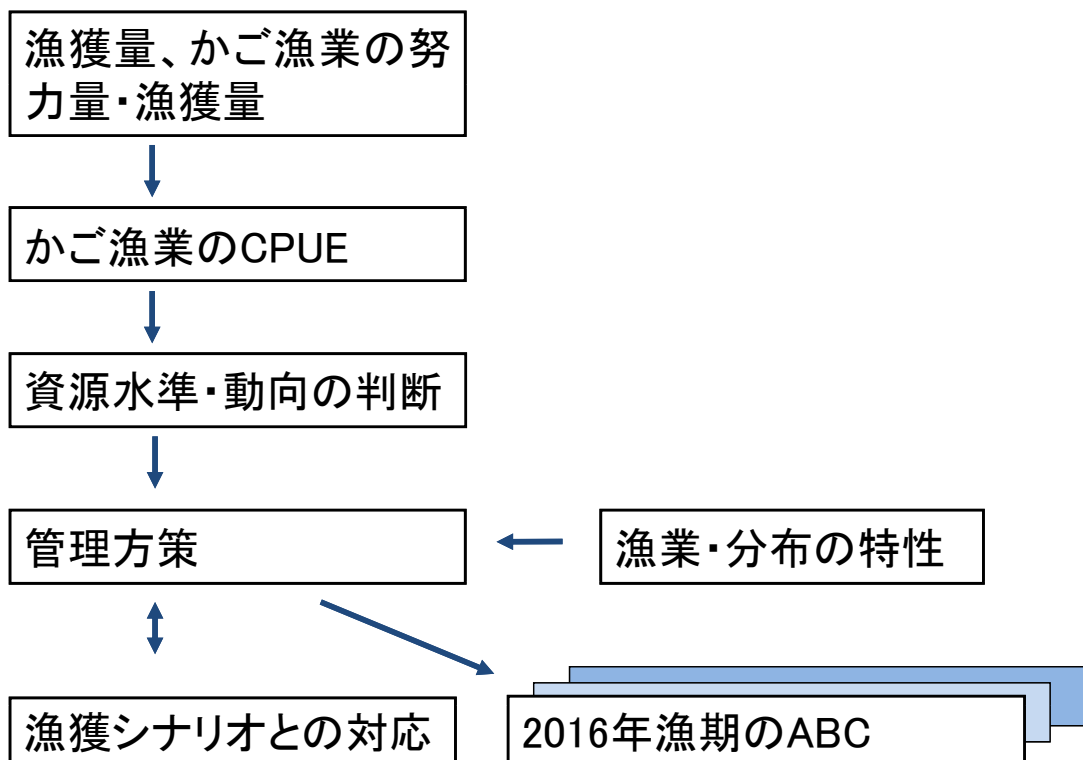 漁獲量、かご漁業の努
力量・漁獲量
かご漁業のCPUE
資源水準・動向の判断
管理方策
漁業・分布の特性
漁獲シナリオとの対応
2016年漁期のABC